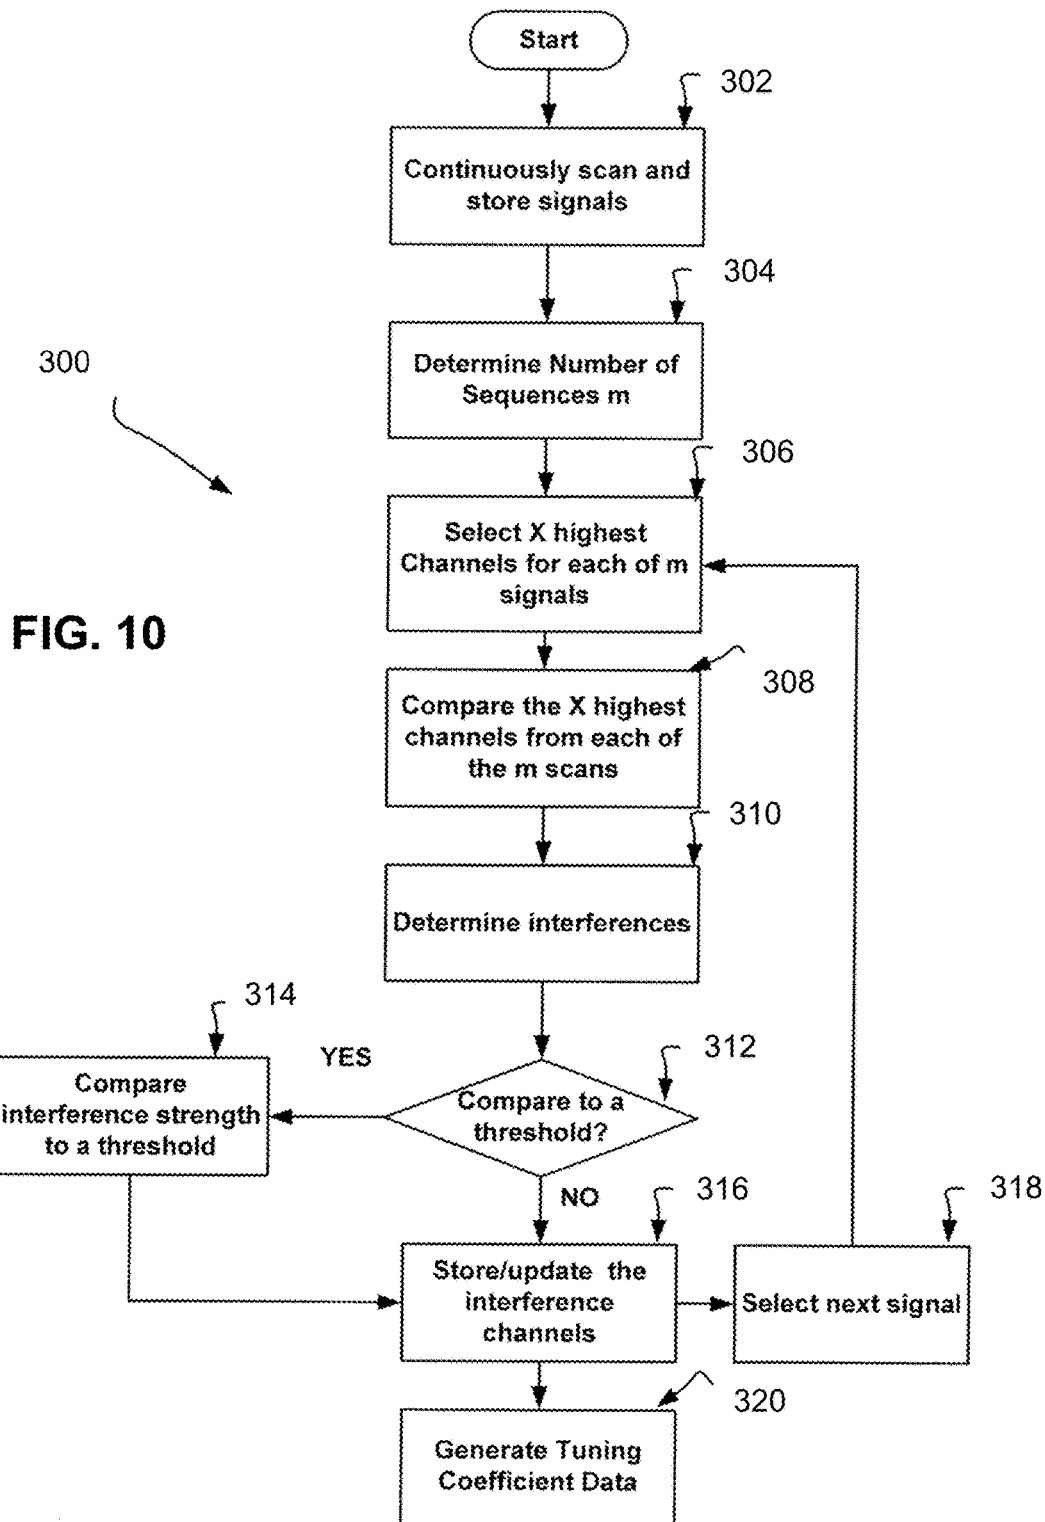 Start
302
Continuously scan and
store signals
304
Determine Number of
Sequences m
300
306
Select X highest
Channels for each of m
signals
FIG. 10
308
Compare the X highest
channels from each of
the m scans
310
Determine interferences
314
YES
312
Compare
interference strength
to a threshold
Compare to a
threshold?
NO
316
318
Store/update the
interference
channels
Select next signal
320
Generate Tuning
Coefficient Data